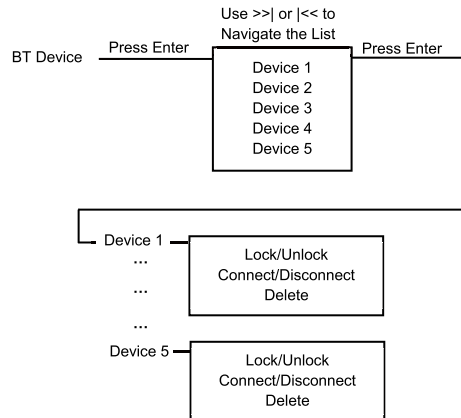 Use >>| or |<< to
Navigate the List
BT Device
Press Enter
Press Enter
Device 1
Device 2
Device 3
Device 4
Device 5
Device 1
Lock/Unlock
Connect/Disconnect
Delete
...
...
...
Device 5
Lock/Unlock
Connect/Disconnect
Delete